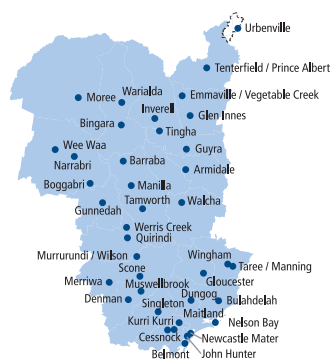 Urbenville
Tenterfield / Prince Albert
Warialda
Emmaville / Vegetable Creek
Moree
Inverell
Glen Innes
Bingara
Tingha
Wee Waa
Guyra
Narrabri
Barraba
Armidale
Boggabri
Manilla
Tamworth
Walcha
Gunnedah
Werris Creek
Quirindi
Murrurundi / Wilson
Wingham
Taree / Manning
Scone
Gloucester
Merriwa
Muswellbrook
Dungog
Denman
Singleton
Bulahdelah
Maitland
Kurri Kurri
Nelson Bay
Cessnock
Newcastle Mater
Belmont
John Hunter